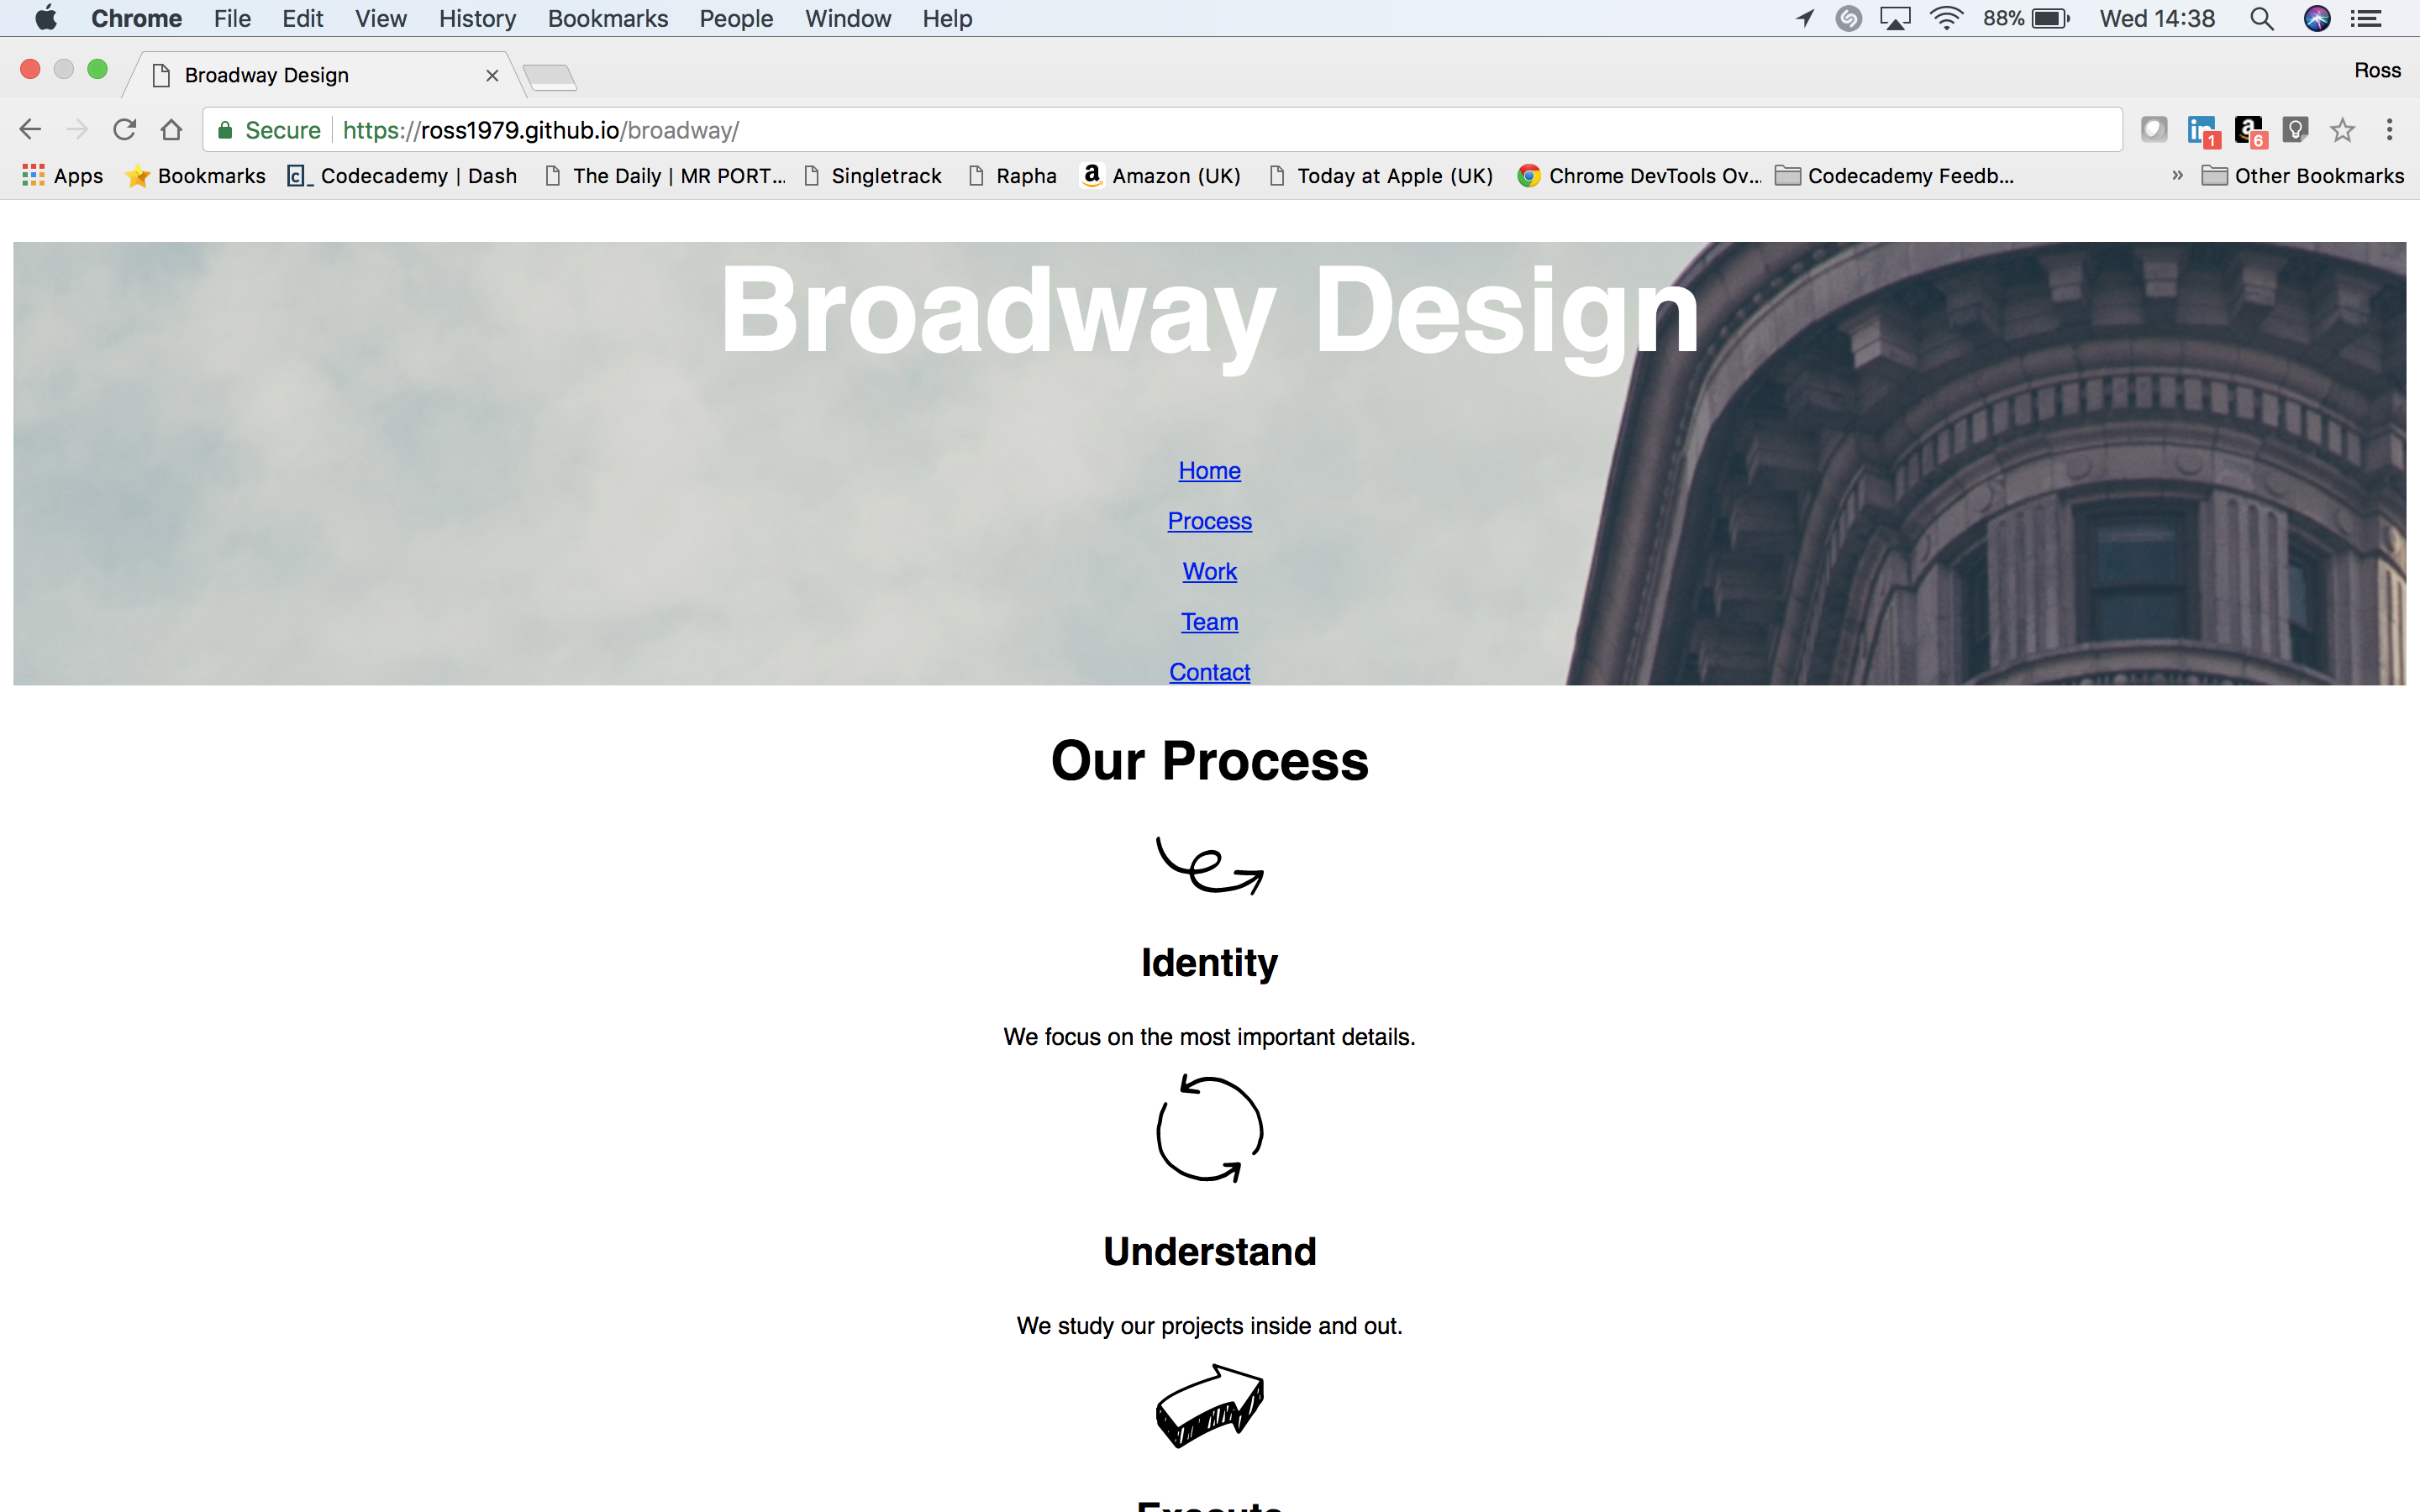 Chrome File Edit View History Bookmarks People Window Help 88% Wed 14:38
Broadway Design Ross
Secure https://ross1979.github.io/broadway/ in 1 a 6
Apps Bookmarks c_ Codecademy | Dash The Daily | MR PORT... Singletrack Rapha a Amazon (UK) Today at Apple (UK) Chrome DevTools Ov... Codecademy Feedb... » Other Bookmarks
Broadway Design
Home
Process
Work
Team
Contact
Our Process
Identity
We focus on the most important details.
Understand
We study our projects inside and out.
Execute